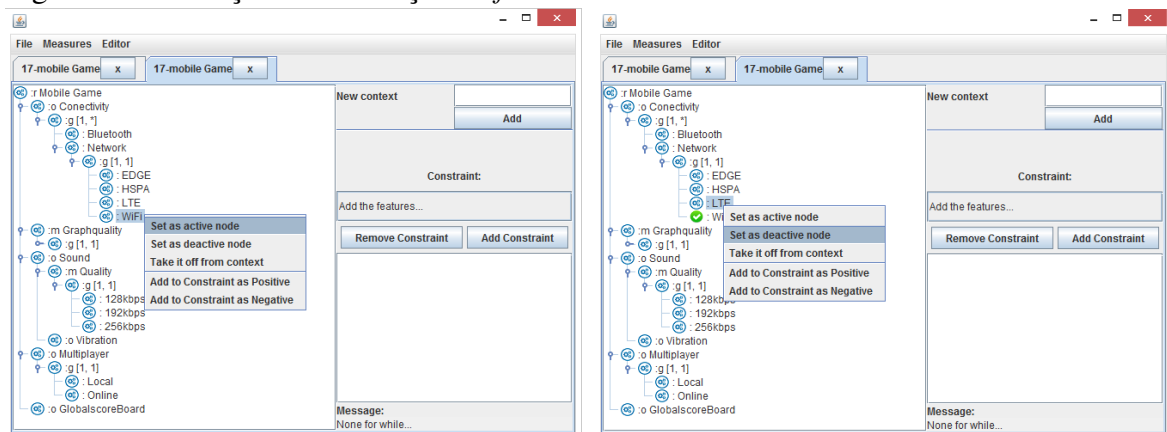 File Measures Editor
17-mobile Game x 17-mobile Game x
:r Mobile Game
:o Conectivity
:g [1, *]
: Bluetooth
: Network
:g [1, 1]
: EDGE
: HSPA
: LTE
: WiFi
:m Graphquality
:g [1, 1]
:o Sound
:m Quality
:g [1, 1]
: 128kbps
: 192kbps
: 256kbps
:o Vibration
:o Multiplayer
:g [1, 1]
: Local
: Online
:o GlobalscoreBoard
Set as active node
Set as deactive node
Take it off from context
Add to Constraint as Positive
Add to Constraint as Negative
New context
Add
Constraint:
Add the features...
Remove Constraint Add Constraint
Message:
None for while...
File Measures Editor
17-mobile Game x 17-mobile Game x
:r Mobile Game
:o Conectivity
:g [1, *]
: Bluetooth
: Network
:g [1, 1]
: EDGE
: HSPA
: LTE
: Wi
:m Graphquality
:g [1, 1]
:o Sound
:m Quality
:g [1, 1]
: 128kbps
: 192kbps
: 256kbps
:o Vibration
:o Multiplayer
:g [1, 1]
: Local
: Online
:o GlobalscoreBoard
Set as active node
Set as deactive node
Take it off from context
Add to Constraint as Positive
Add to Constraint as Negative
New context
Add
Constraint:
Add the features...
Remove Constraint Add Constraint
Message:
None for while...